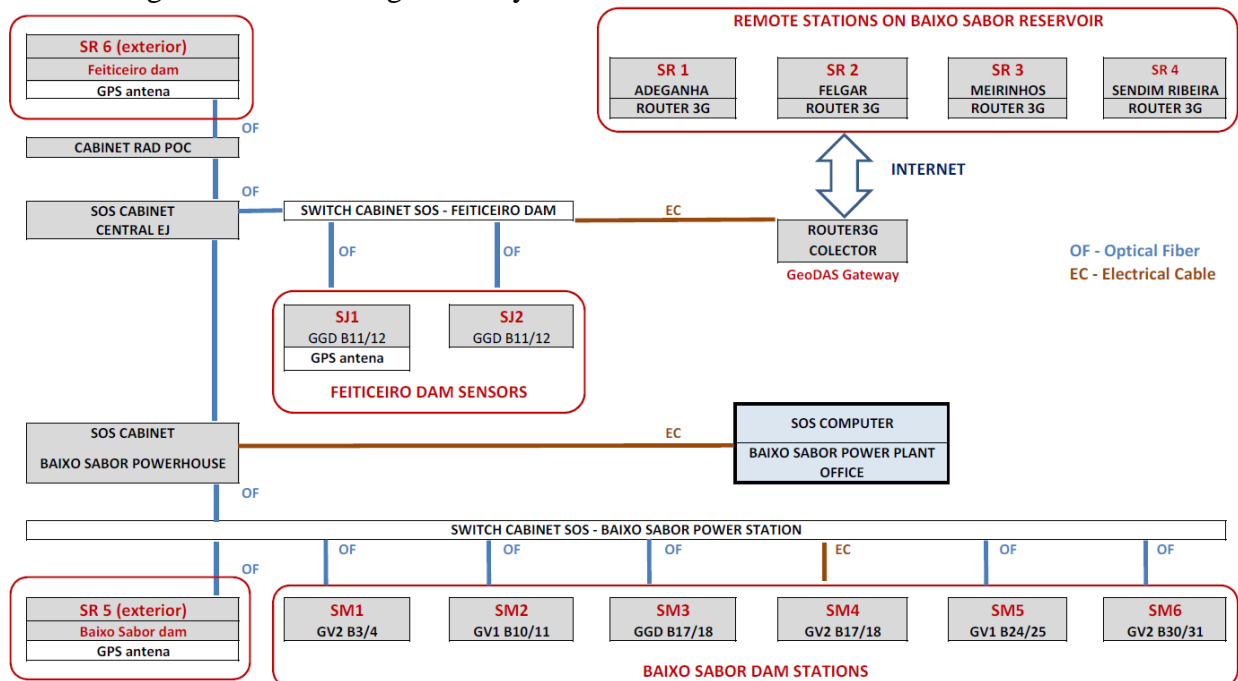 SR 6 (exterior)
Feiticeiro dam
GPS antena
OF
CABINET RAD POC
OF
SOS CABINET
CENTRAL EJ
REMOTE STATIONS ON BAIXO SABOR RESERVOIR
SR 1
ADEGANHA
ROUTER 3G
SR 2
FELGAR
ROUTER 3G
SR 3
MEIRINHOS
ROUTER 3G
SR 4
SENDIM RIBEIRA
ROUTER 3G
INTERNET
SWITCH CABINET SOS - FEITICEIRO DAM
EC
ROUTER3G
COLECTOR
GeoDAS Gateway
OF - Optical Fiber
EC - Electrical Cable
OF
OF
SJ1
GGD B11/12
GPS antena
SJ2
GGD B11/12
FEITICEIRO DAM SENSORS
SOS CABINET
BAIXO SABOR POWERHOUSE
EC
SOS COMPUTER
BAIXO SABOR POWER PLANT
OFFICE
OF
SWITCH CABINET SOS - BAIXO SABOR POWER STATION
OF
OF
OF
OF
EC
OF
OF
SR 5 (exterior)
Baixo Sabor dam
GPS antena
SM1
GV2 B3/4
SM2
GV1 B10/11
SM3
GGD B17/18
SM4
GV2 B17/18
SM5
GV1 B24/25
SM6
GV2 B30/31
BAIXO SABOR DAM STATIONS